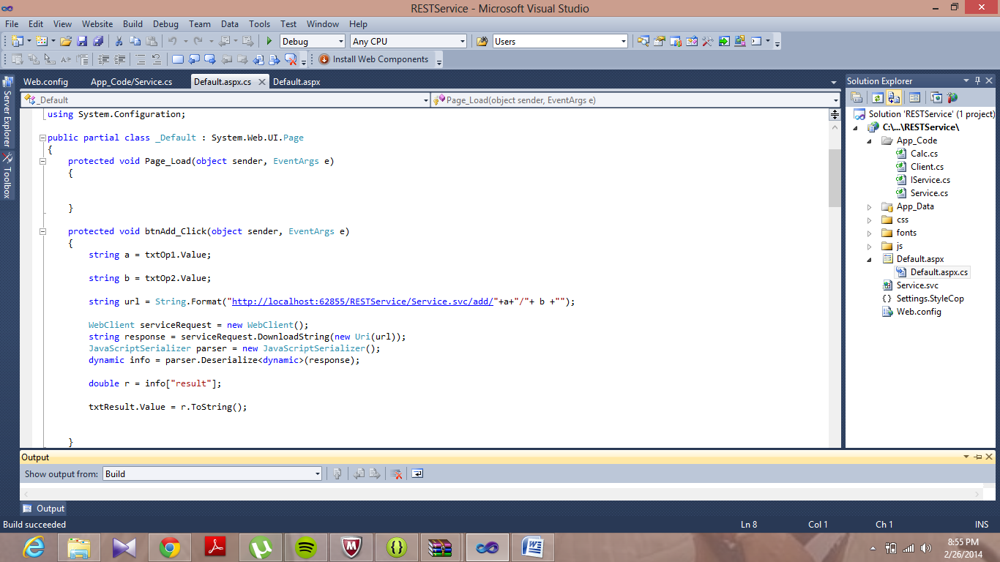 RESTService - Microsoft Visual Studio
File Edit View Website Build Debug Team Data Tools Test Window Help
Debug Any CPU Users
Install Web Components
Web.config App_Code/Service.cs Default.aspx.cs Default.aspx
_Default Page_Load(object sender, EventArgs e)
Server Explorer
Toolbox
using System.Configuration;
public partial class _Default : System.Web.UI.Page
{
protected void Page_Load(object sender, EventArgs e)
{
}
protected void btnAdd_Click(object sender, EventArgs e)
{
string a = txtOp1.Value;
string b = txtOp2.Value;
string url = String.Format("http://localhost:62855/RESTService/Service.svc/add/"+a+"/"+ b +"");
WebClient serviceRequest = new WebClient();
string response = serviceRequest.DownloadString(new Uri(url));
JavaScriptSerializer parser = new JavaScriptSerializer();
dynamic info = parser.Deserialize<dynamic>(response);
double r = info["result"];
txtResult.Value = r.ToString();
}
Solution Explorer
Solution 'RESTService' (1 project)
C:\...\RESTService\
App_Code
Calc.cs
Client.cs
IService.cs
Service.cs
App_Data
css
fonts
js
Default.aspx
Default.aspx.cs
Service.svc
Settings.StyleCop
Web.config
Output
Show output from: Build
Output
Build succeeded Ln 8 Col 1 Ch 1 INS
8:55 PM
2/26/2014